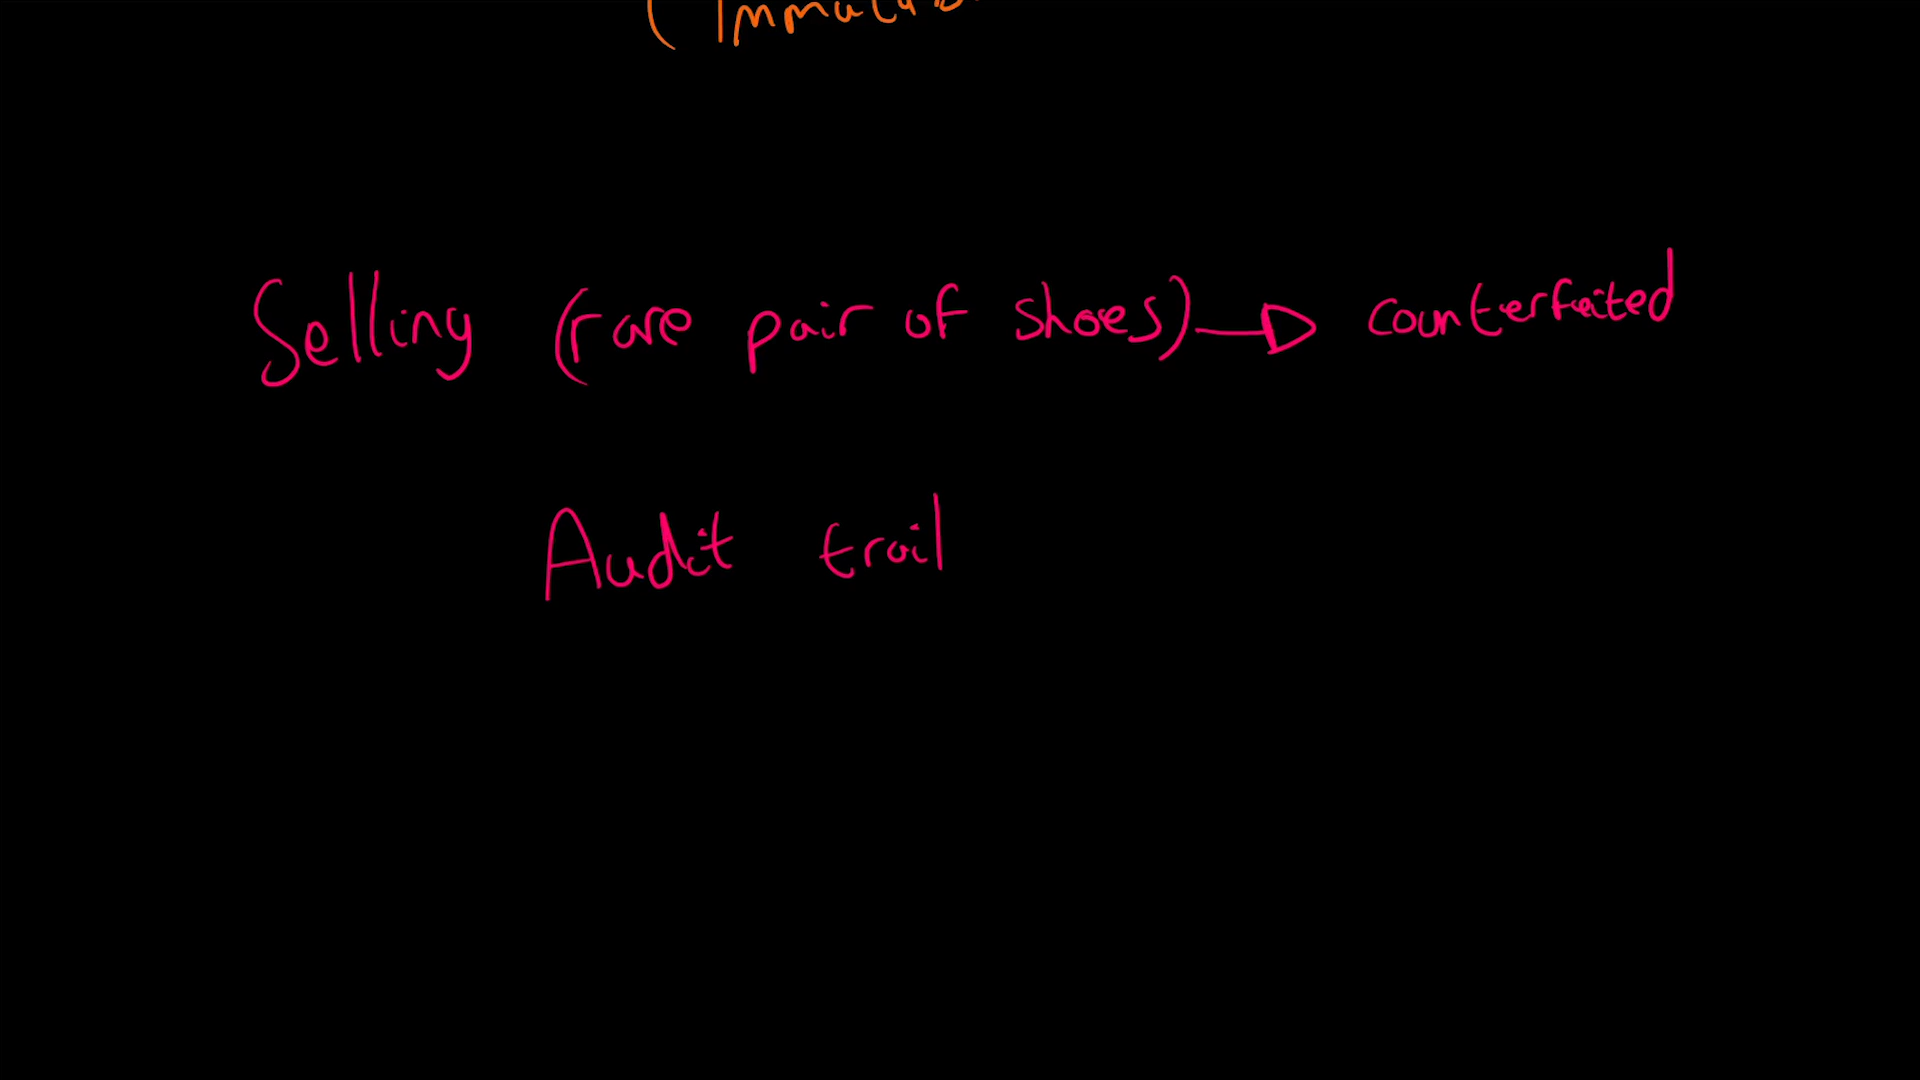 Selling (rare pair of shoes) → counterfeited
Audit trail